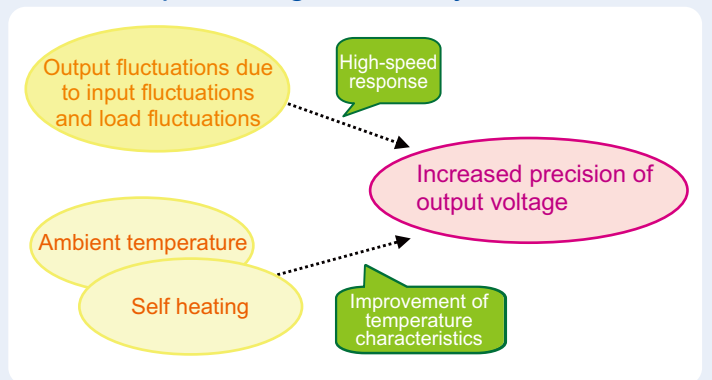 Output fluctuations due
to input fluctuations
and load fluctuations
High-speed
response
Increased precision of
output voltage
Ambient temperature
Self heating
Improvement of
temperature
characteristics